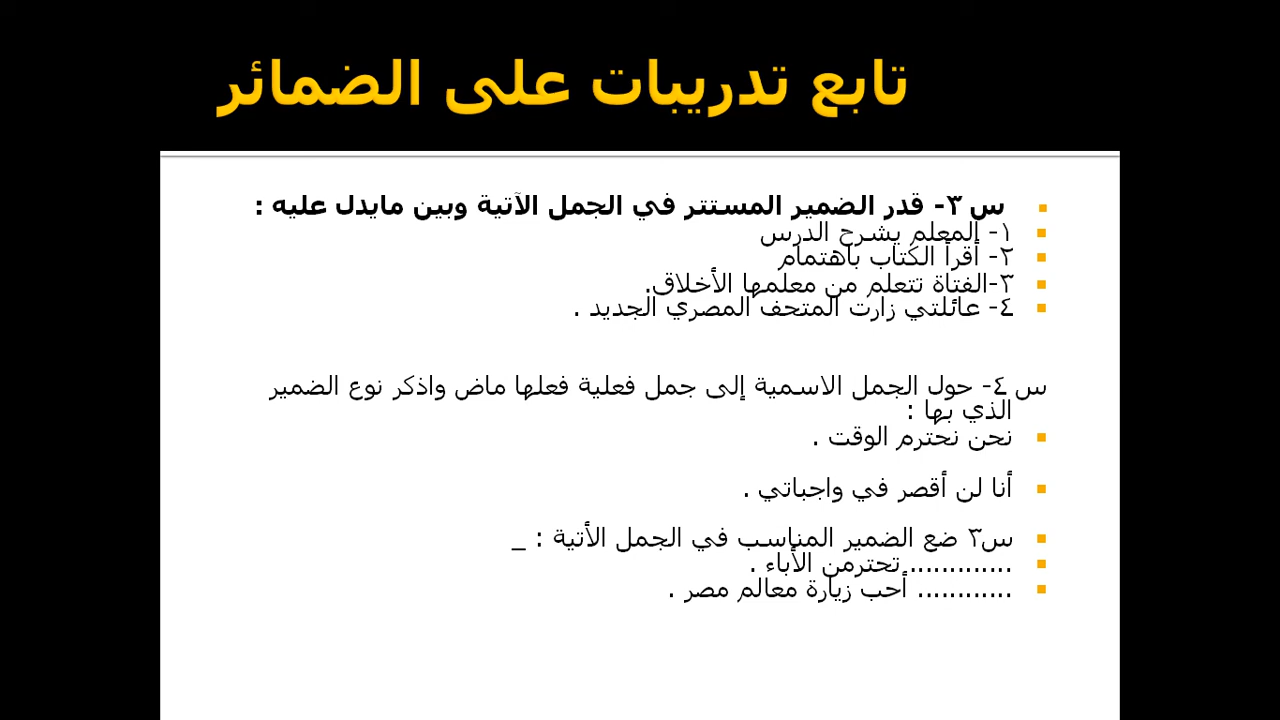 تابع تدريبات على الضمائر
س ٣- قدر الضمير المستتر في الجمل الآتية وبين مايدل عليه :
١- المعلم يشرح الدرس
٢- أقرأ الكتاب باهتمام
٣-الفتاة تتعلم من معلمها الأخلاق.
٤- عائلتي زارت المتحف المصري الجديد .
س ٤- حول الجمل الاسمية إلى جمل فعلية فعلها ماض واذكر نوع الضمير
الذي بها :
نحن نحترم الوقت .
أنا لن أقصر في واجباتي .
س٣ ضع الضمير المناسب في الجمل الأتية : _
............. تحترمن الأباء .
............ أحب زيارة معالم مصر .